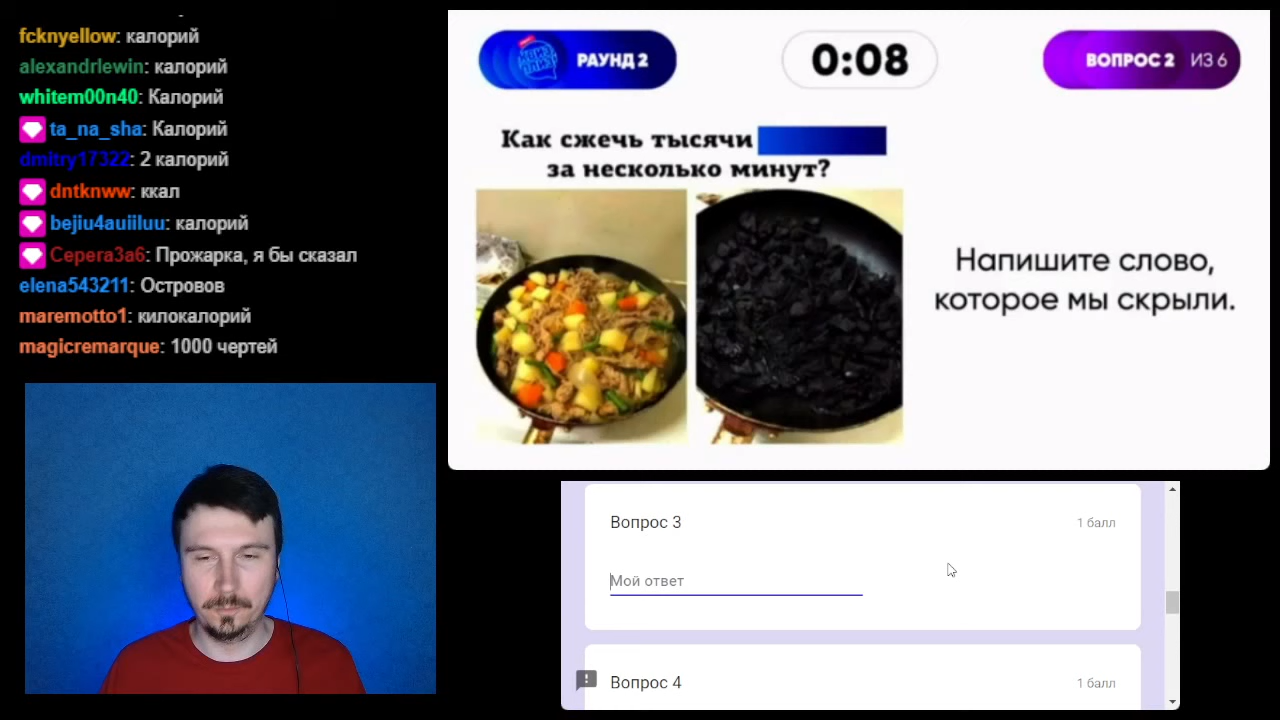 fcknyellow: калорий
alexandrlewin: калорий
whitem00n40: Калорий
ta_na_sha: Калорий
dmitry17322: 2 калорий
dntknww: ккал
bejiu4auiiluu: калорий
Cepera3a6: Прожарка, я бы сказал
elena543211: Островов
maremotto1: килокалорий
magicremarque: 1000 чертей
РАУНД 2
0:08
ВОПРОС 2 ИЗ 6
Как сжечь тысячи
за несколько минут?
Напишите слово,
которое мы скрыли.
Вопрос 3
1 балл
Мой ответ
Вопрос 4
1 балл